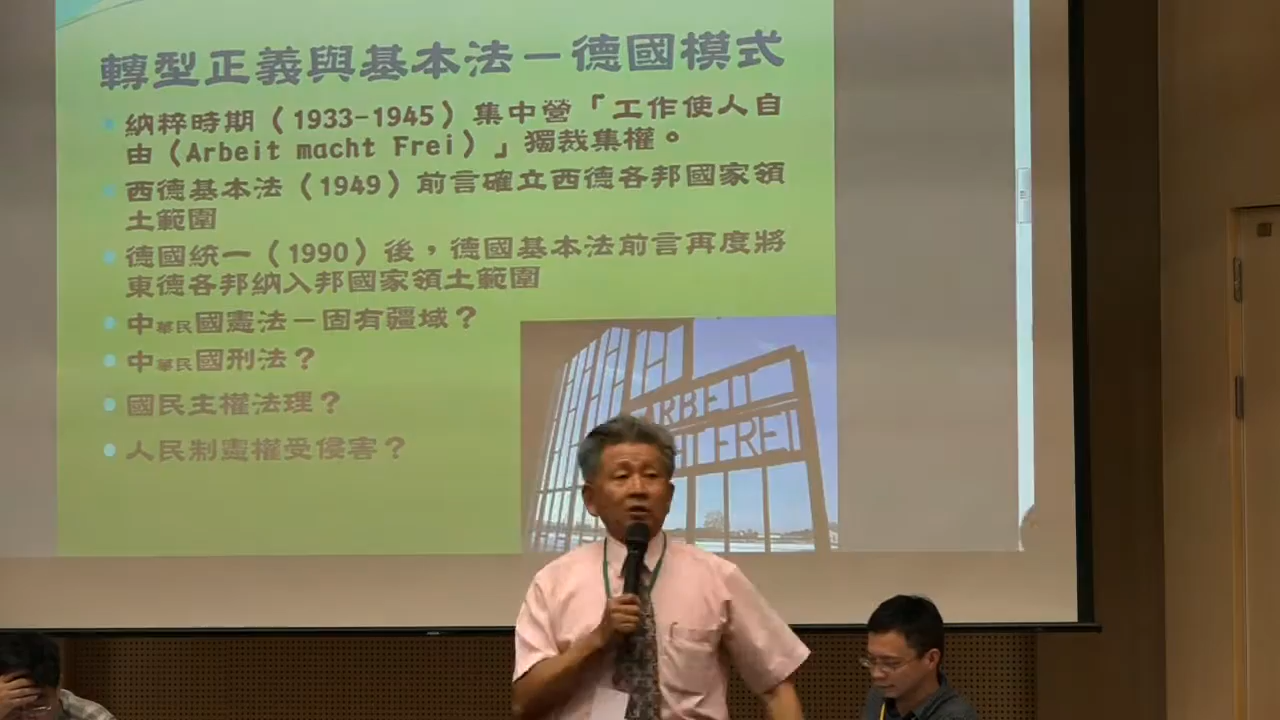 轉型正義與基本法－德國模式
納粹時期（1933-1945）集中營「工作使人自
由（Arbeit macht Frei）」獨裁集權。
西德基本法（1949）前言確立西德各邦國家領
土範圍
德國統一（1990）後，德國基本法前言再度將
東德各邦納入邦國家領土範圍
中華民國憲法－固有疆域？
中華民國刑法？
國民主權法理？
人民制憲權受侵害？
ARBEIT
FREI